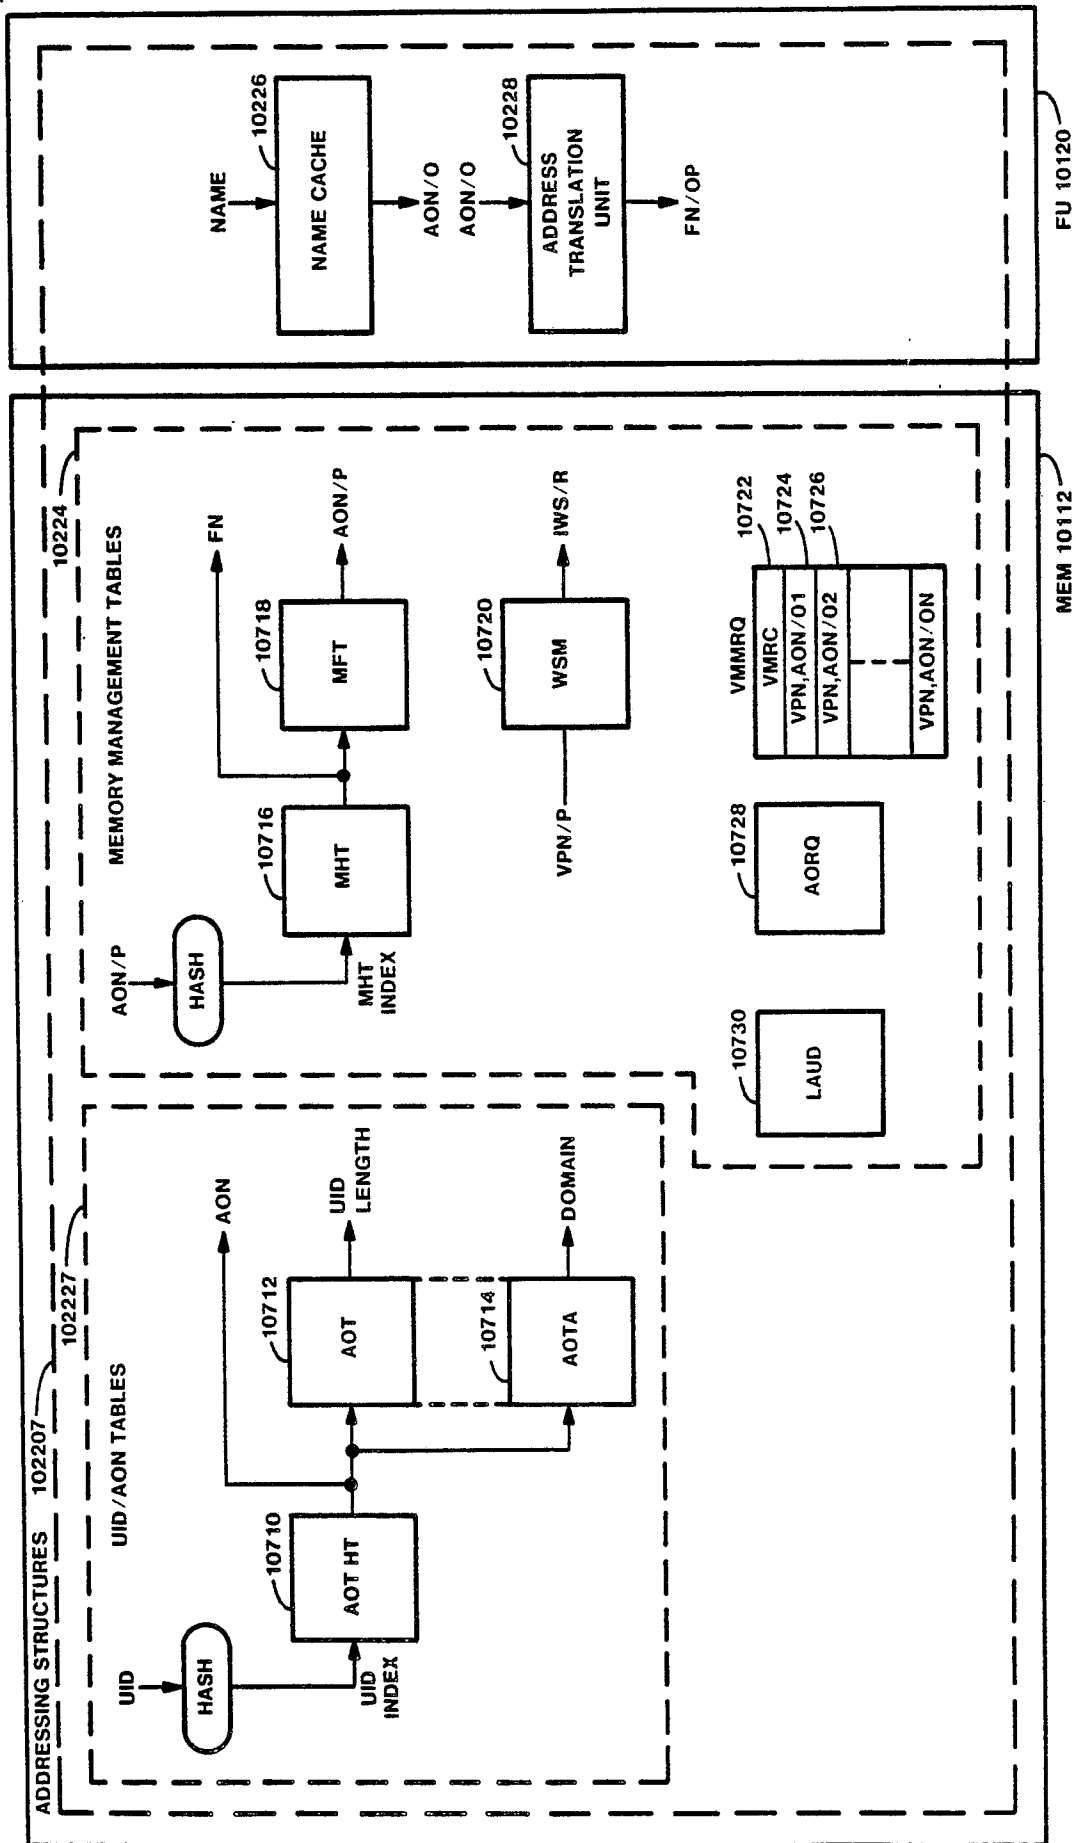 ADDRESSING STRUCTURES 102207
102227
UID/AON TABLES
UID
HASH
UID
INDEX
10710
AOT HT
AON
10712
AOT
UID
LENGTH
10714
AOTA
DOMAIN
10224
MEMORY MANAGEMENT TABLES
AON/P
HASH
MHT
INDEX
10716
MHT
FN
10718
MFT
AON/P
VPN/P
10720
WSM
IWS/R
10730
LAUD
10728
AORQ
VMMRQ
VMRC
10722
VPN,AON/O1
10724
VPN,AON/O2
10726
VPN,AON/ON
MEM 10112
NAME
10226
NAME CACHE
AON/O
AON/O
10228
ADDRESS
TRANSLATION
UNIT
FN/OP
FU 10120